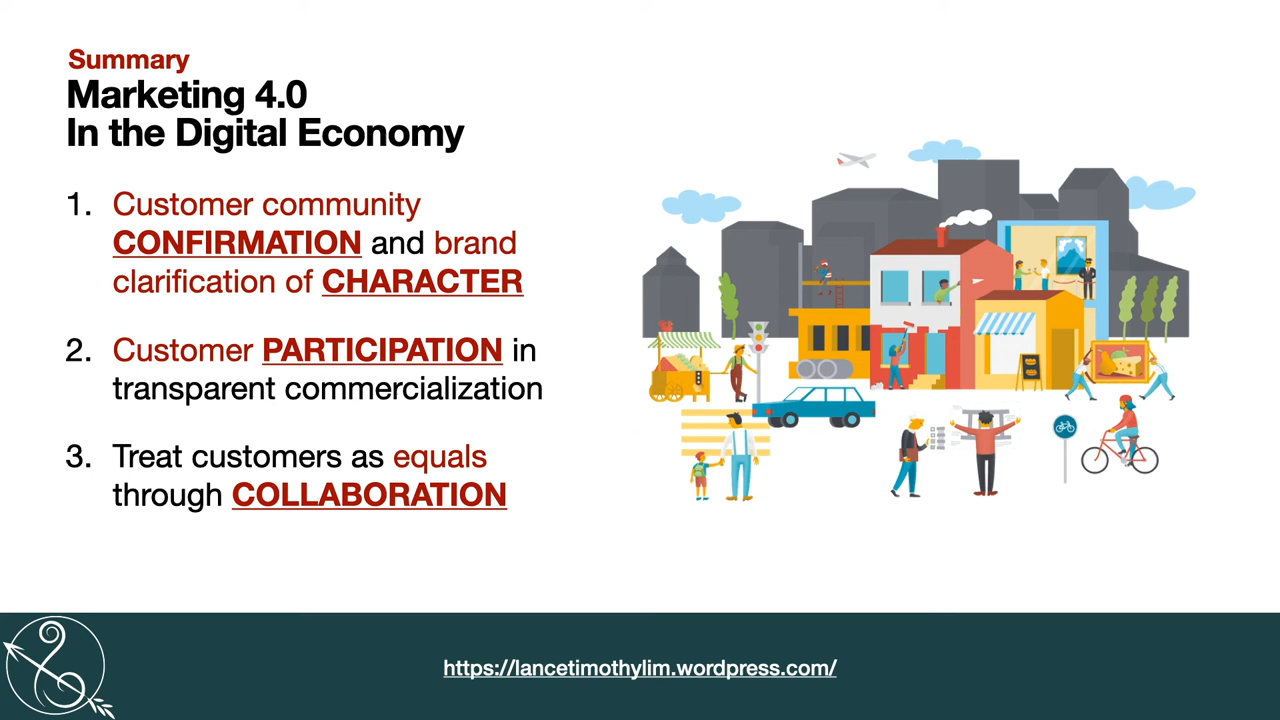 Summary
Marketing 4.0
In the Digital Economy
1. Customer community
CONFIRMATION and brand
clarification of CHARACTER
2. Customer PARTICIPATION in
transparent commercialization
3. Treat customers as equals
through COLLABORATION
https://lancetimothylim.wordpress.com/